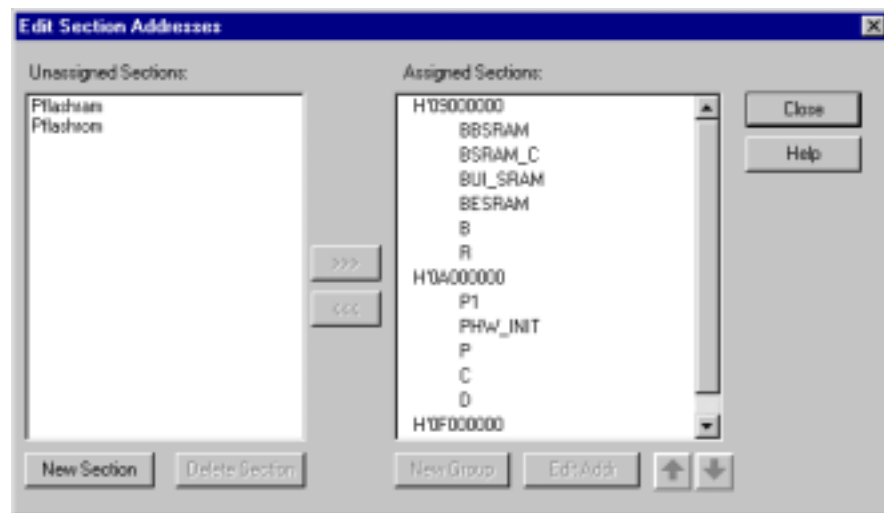 Edit Section Addresses
Unassigned Sections:
Pflashram
Pflashrom
Assigned Sections:
H'09000000
BBSRAM
BSRAM_C
BUI_SRAM
BESRAM
B
R
H'0A000000
P1
PHW_INIT
P
C
D
H'0F000000
>>>
<<<
Close
Help
New Section
Delete Section
New Group
Edit Addr